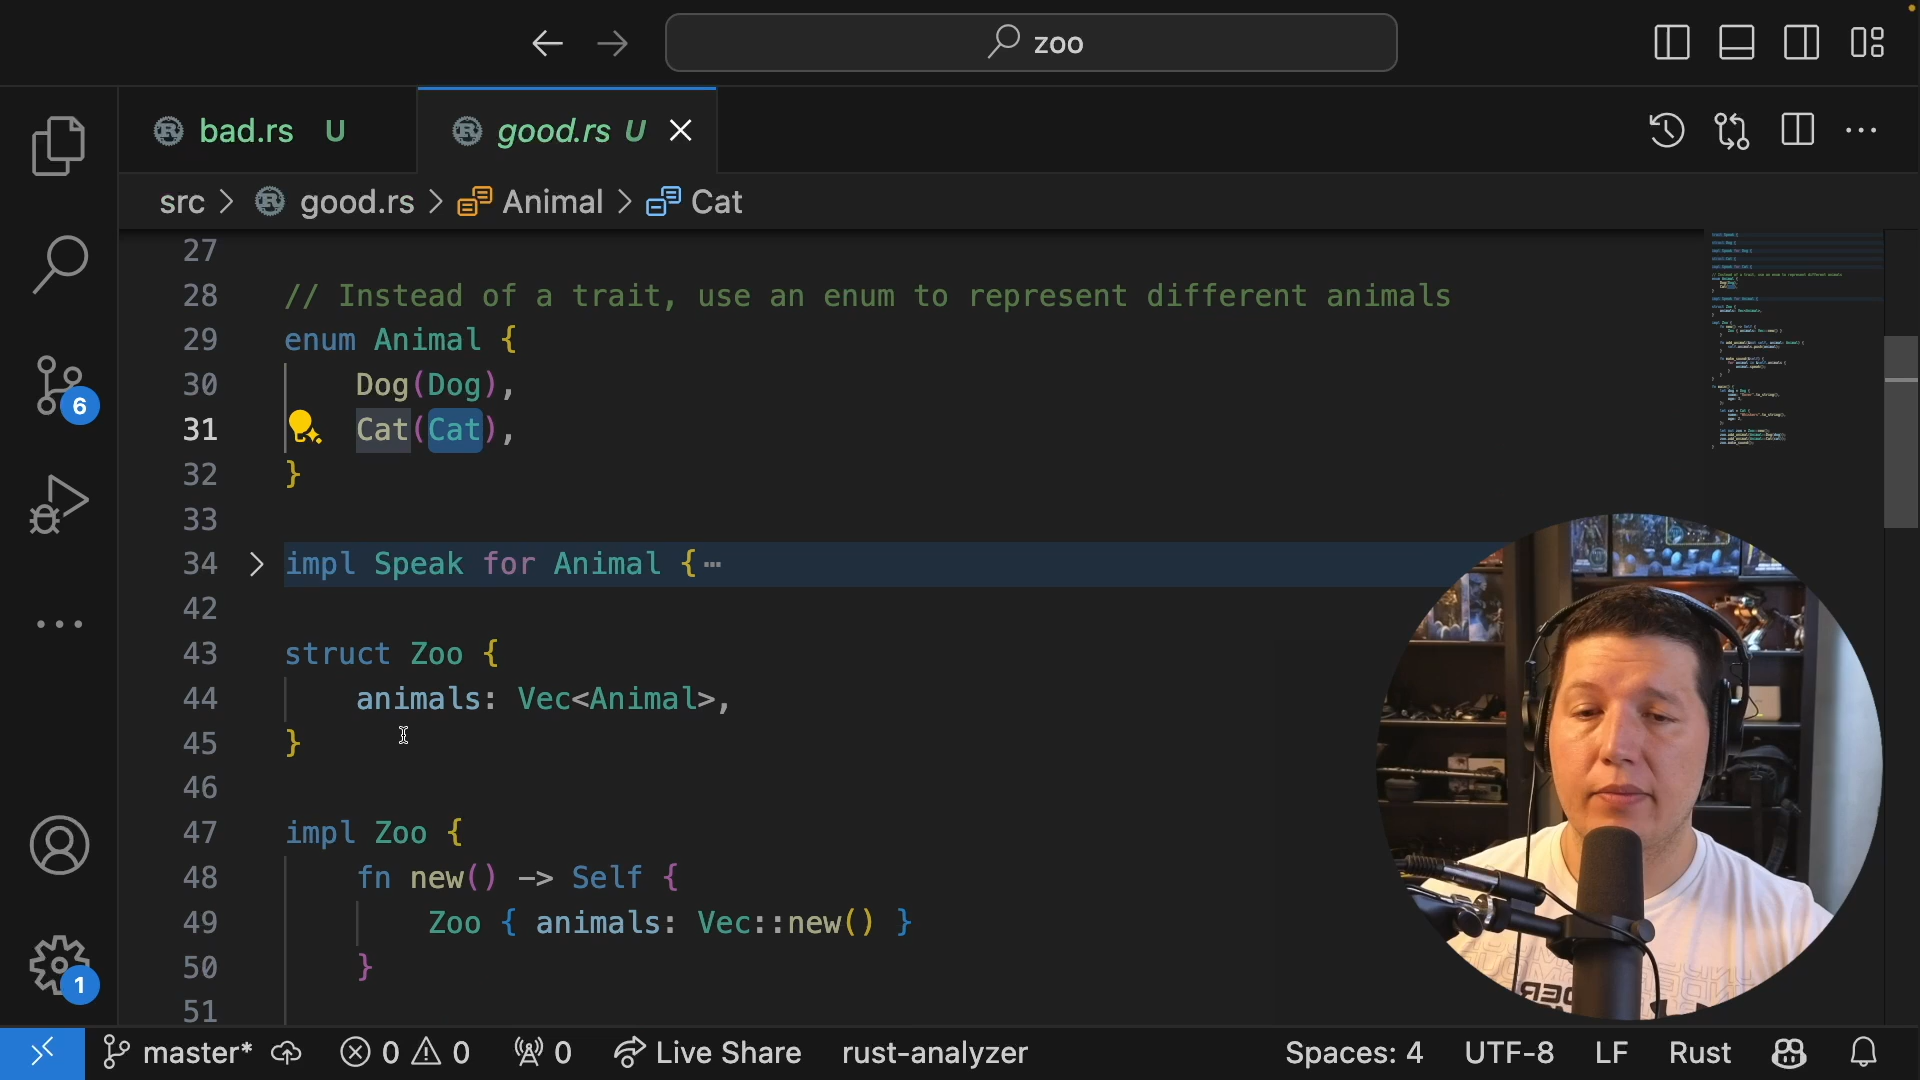 zoo
bad.rs U
good.rs U
src > good.rs > Animal > Cat
27
28 // Instead of a trait, use an enum to represent different animals
29 enum Animal {
30 Dog(Dog),
31 Cat(Cat),
32 }
33
34 impl Speak for Animal {⋯
42
43 struct Zoo {
44 animals: Vec<Animal>,
45 }
46
47 impl Zoo {
48 fn new() -> Self {
49 Zoo { animals: Vec::new() }
50 }
51
6
1
master* 0 0 0 Live Share rust-analyzer Spaces: 4 UTF-8 LF Rust